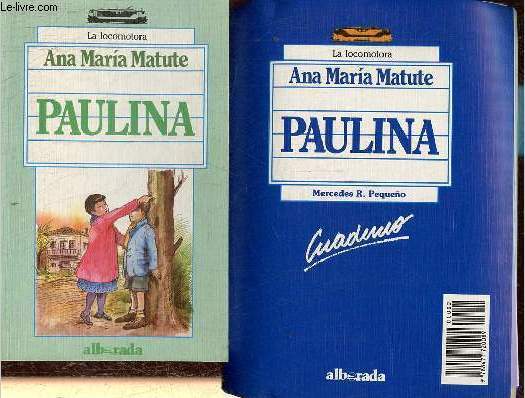 Le-livre.com
La locomotora
Ana María Matute
PAULINA
alborada
La locomotora
Ana María Matute
PAULINA
Mercedes R. Pequeño
Cuaderno
alborada